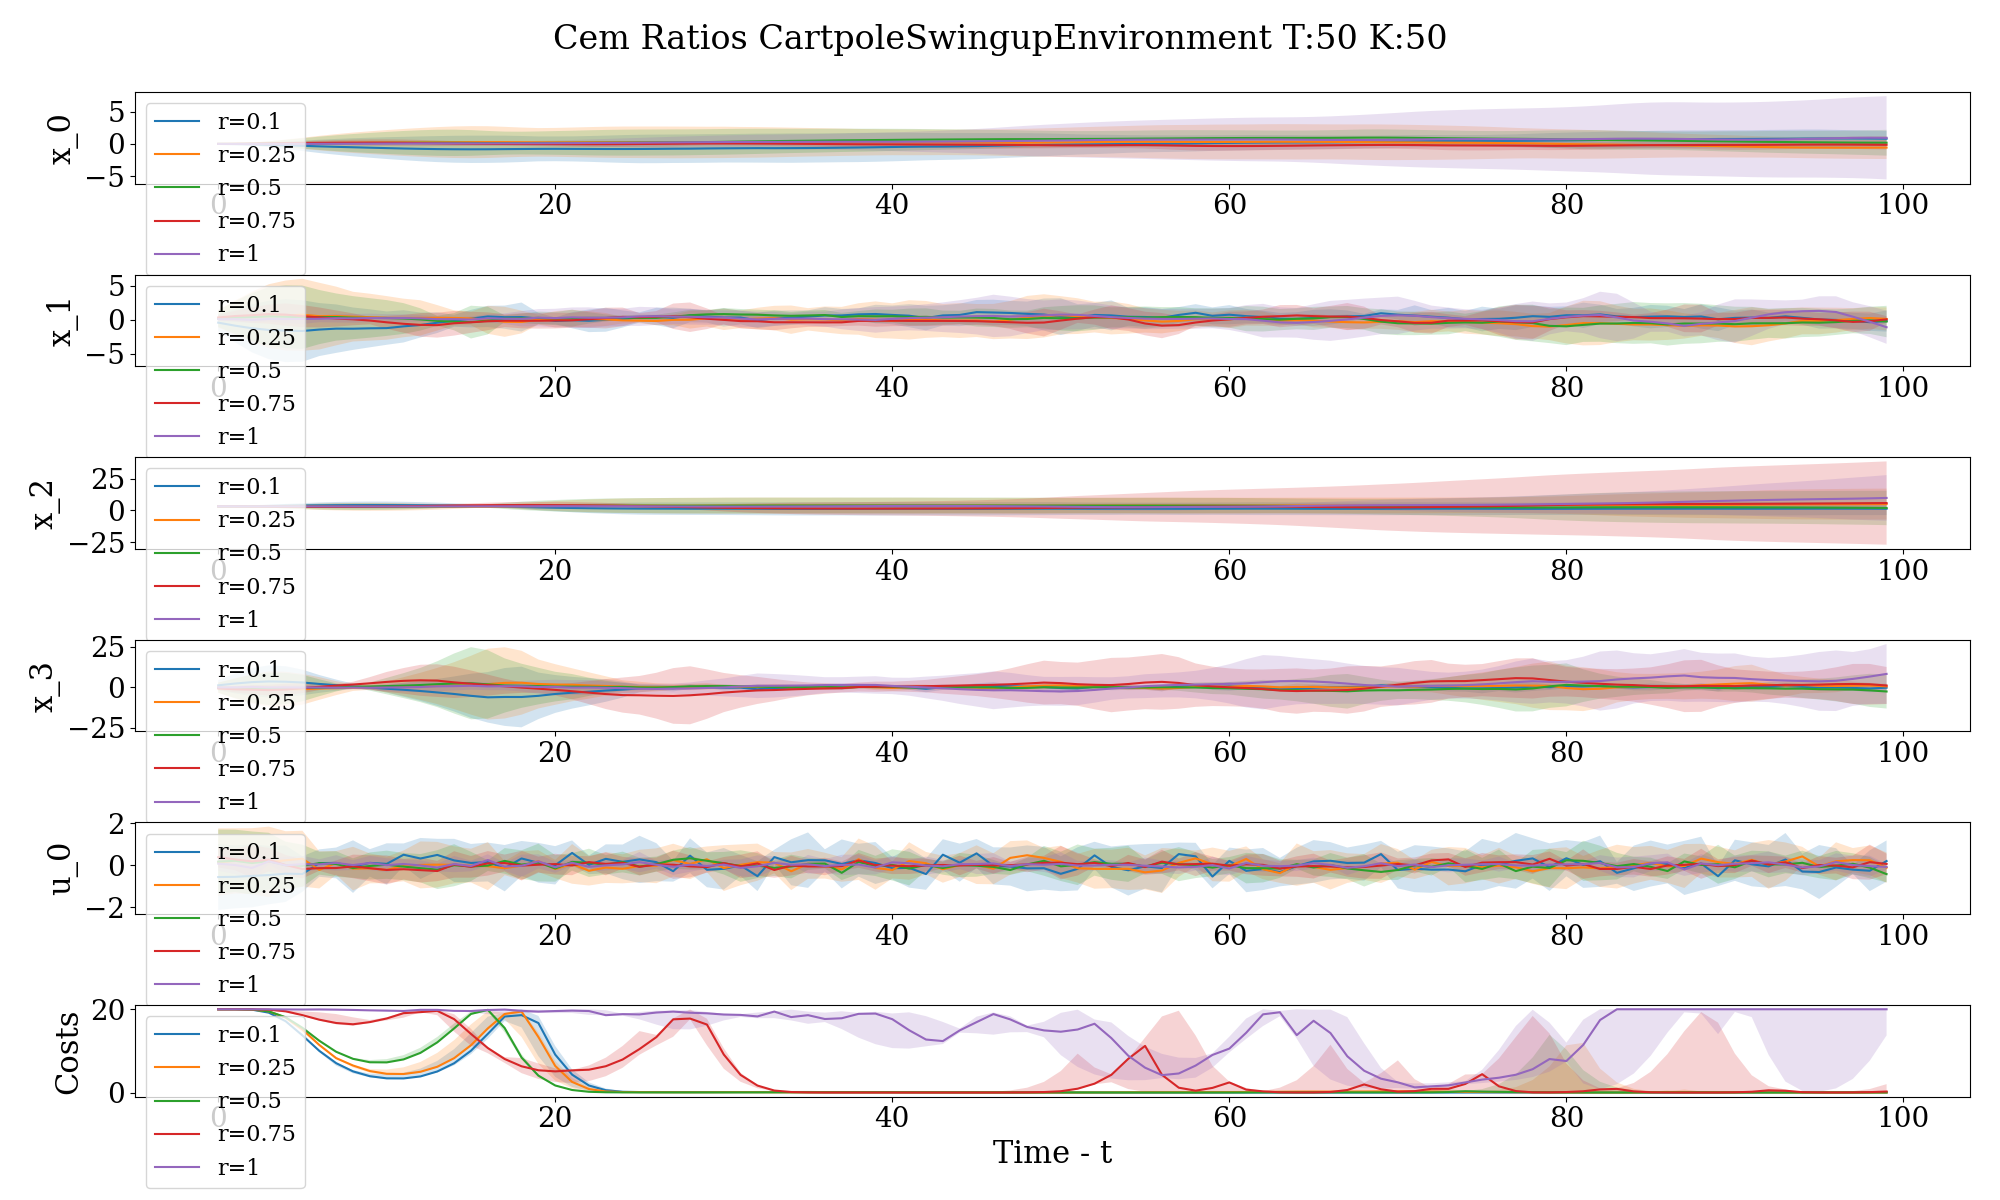 Cem Ratios CartpoleSwingupEnvironment T:50 K:50
x_0
5
0
−5
r=0.1
r=0.25
r=0.5
r=0.75
r=1
0 20 40 60 80 100
x_1
5
0
−5
r=0.1
r=0.25
r=0.5
r=0.75
r=1
0 20 40 60 80 100
x_2
25
0
−25
r=0.1
r=0.25
r=0.5
r=0.75
r=1
0 20 40 60 80 100
x_3
25
0
−25
r=0.1
r=0.25
r=0.5
r=0.75
r=1
0 20 40 60 80 100
u_0
2
0
−2
r=0.1
r=0.25
r=0.5
r=0.75
r=1
0 20 40 60 80 100
Costs
20
0
r=0.1
r=0.25
r=0.5
r=0.75
r=1
0 20 40 60 80 100
Time - t